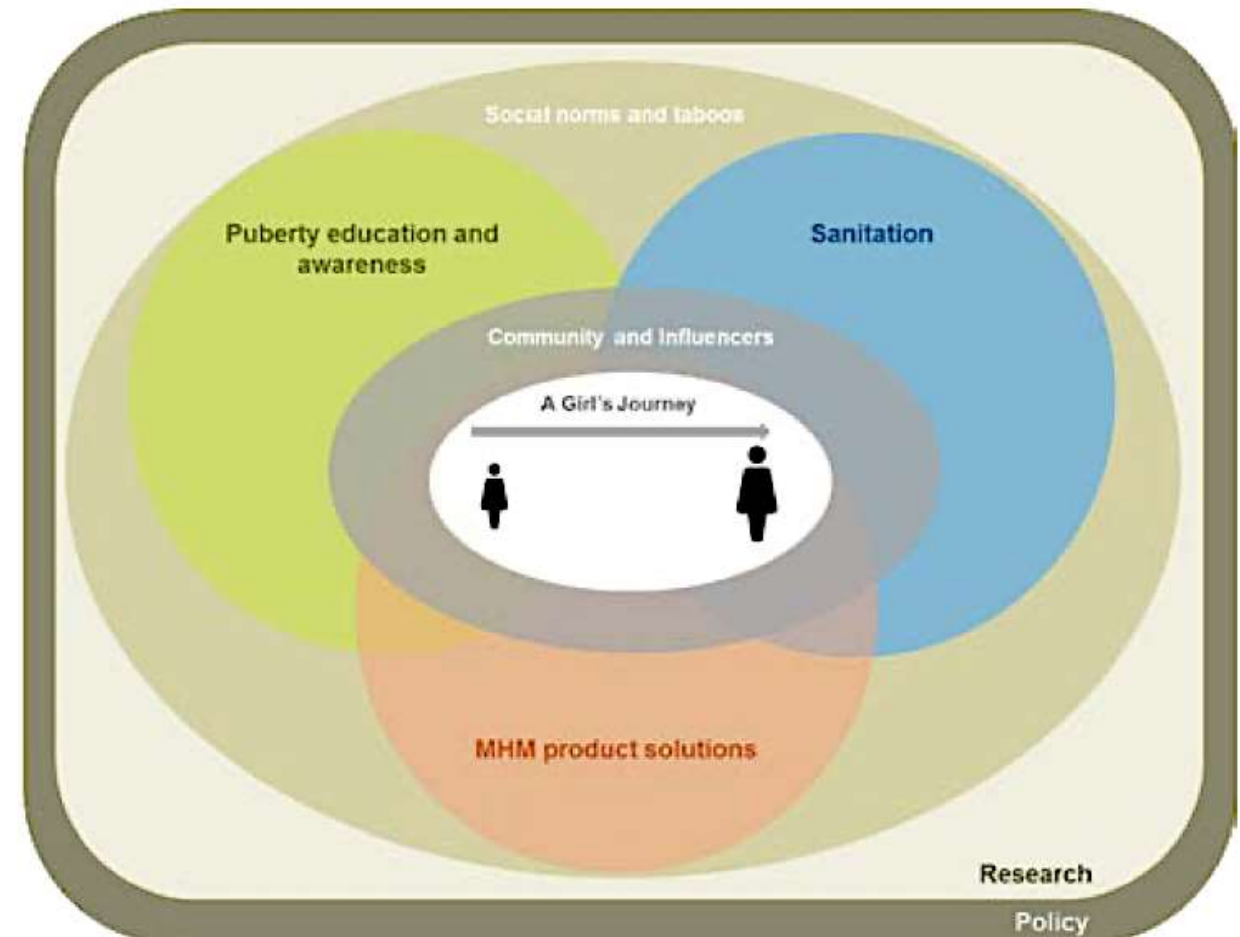 Social norms and taboos
Puberty education and
awareness
Sanitation
Community and Influencers
A Girl's Journey
MHM product solutions
Research
Policy